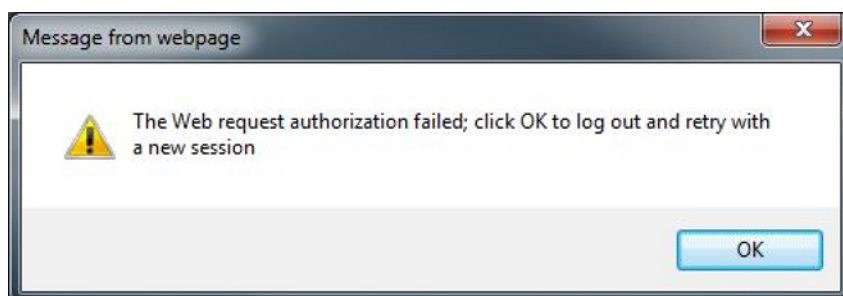 Message from webpage
The Web request authorization failed; click OK to log out and retry with
a new session
OK